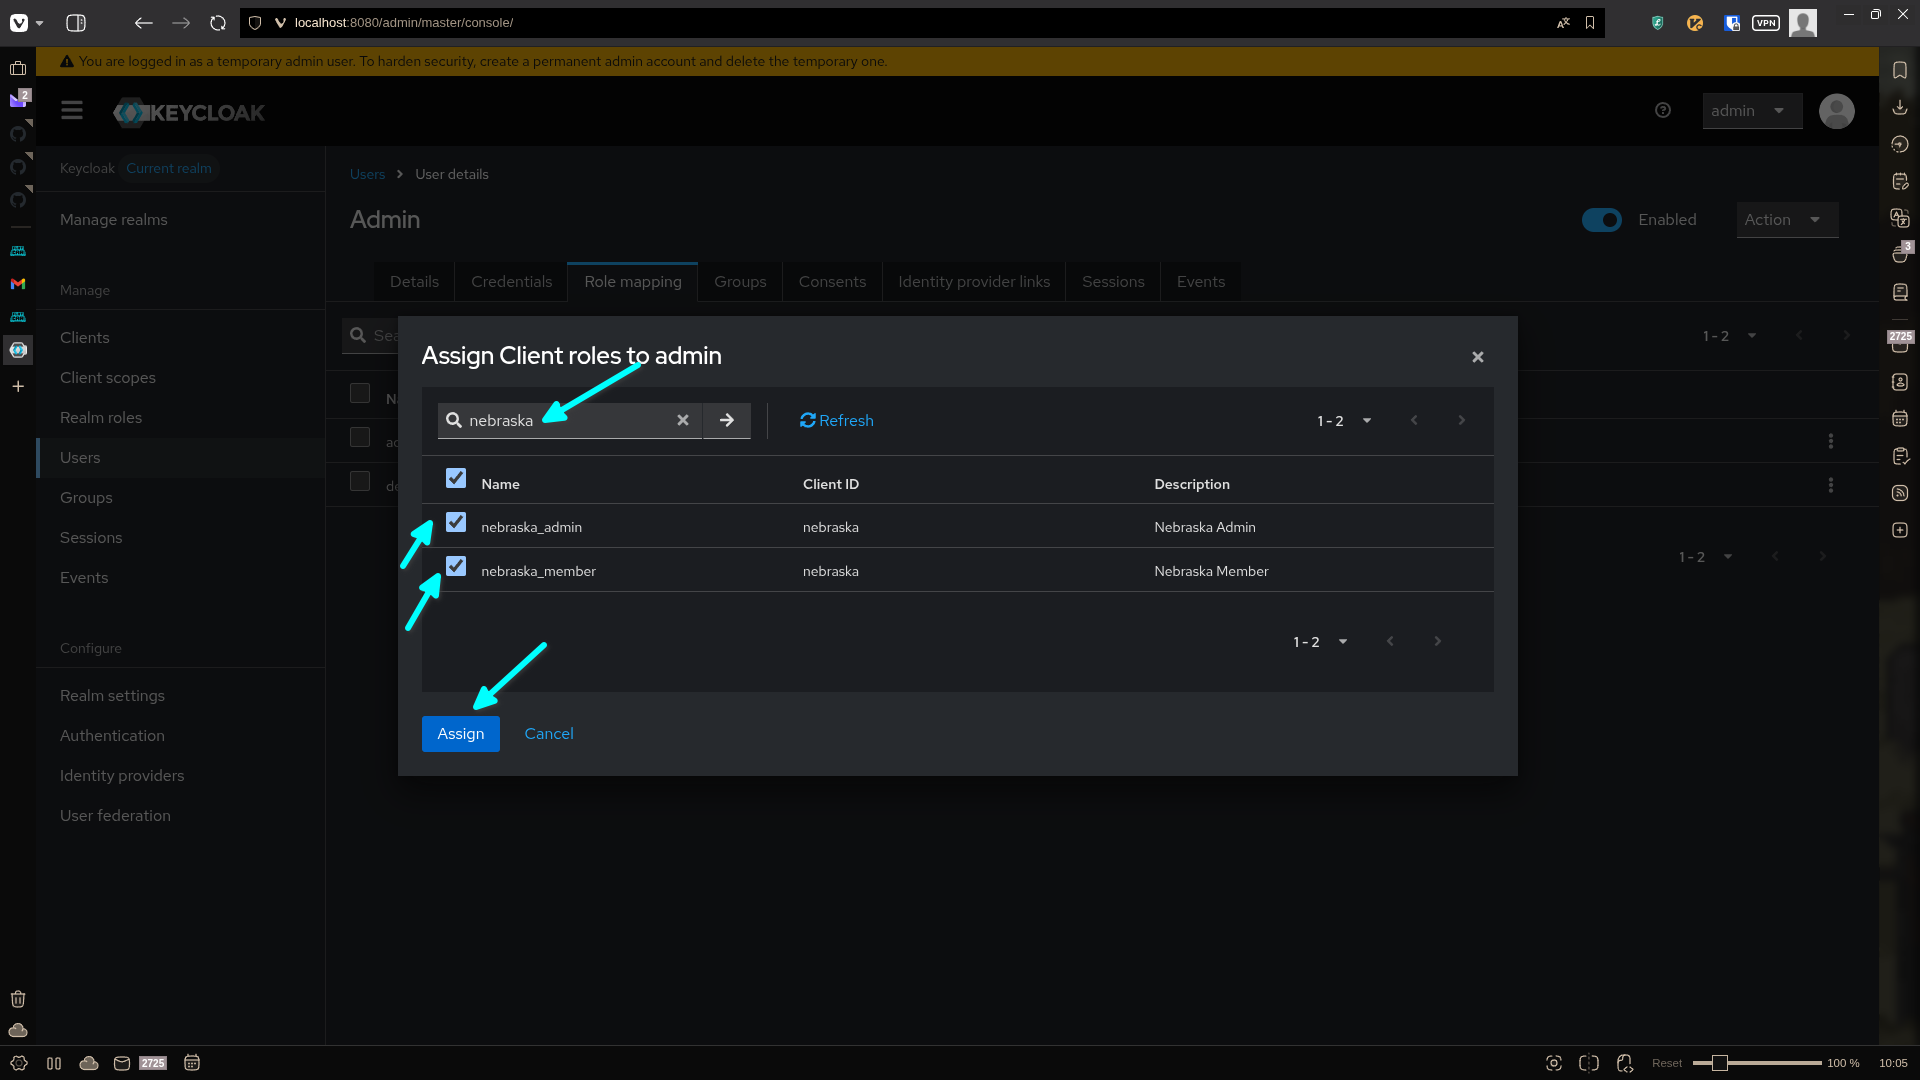 localhost:8080/admin/master/console/
VPN
You are logged in as a temporary admin user. To harden security, create a permanent admin account and delete the temporary one.
2
KEYCLOAK
admin
Keycloak Current realm
Manage realms
Manage
Clients
Client scopes
Realm roles
Users
Groups
Sessions
Events
Configure
Realm settings
Authentication
Identity providers
User federation
Users User details
Admin
Enabled
Action
Details Credentials Role mapping Groups Consents Identity provider links Sessions Events
1 - 2
Assign Client roles to admin
nebraska
Refresh
1 - 2
Name Client ID Description
nebraska_admin nebraska Nebraska Admin
nebraska_member nebraska Nebraska Member
1 - 2
Assign
Cancel
1 - 2
3
2725
2725
Reset
100 %
10:05